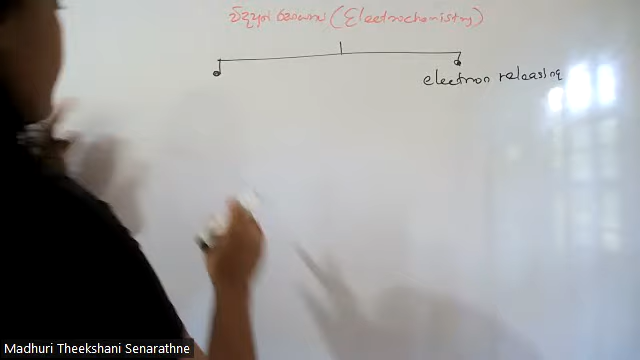 විද්‍යුත් රසායනය (Electrochemistry)
electron releasing
Madhuri Theekshani Senarathne